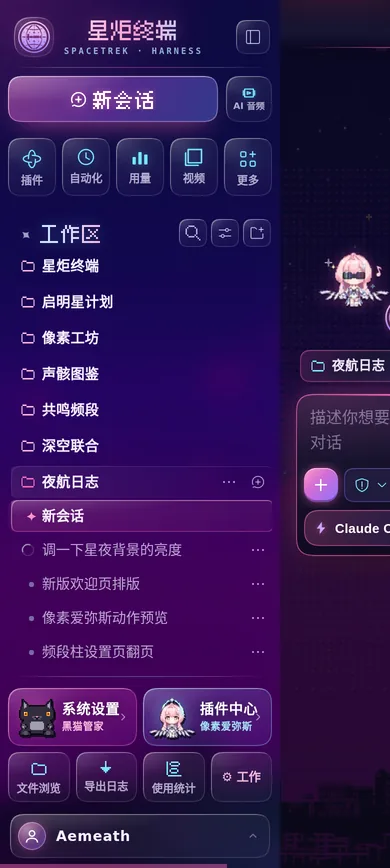 星炬终端
SPACETREK · HARNESS
新会话
AI 音频
插件
自动化
用量
视频
更多
工作区
星炬终端
启明星计划
像素工坊
声骸图鉴
共鸣频段
深空联合
夜航日志
新会话
调一下星夜背景的亮度
新版欢迎页排版
像素爱弥斯动作预览
频段柱设置页翻页
系统设置
黑猫管家
插件中心
像素爱弥斯
文件浏览
导出日志
使用统计
工作
Aemeath
夜航日志
描述你想要
对话
Claude C